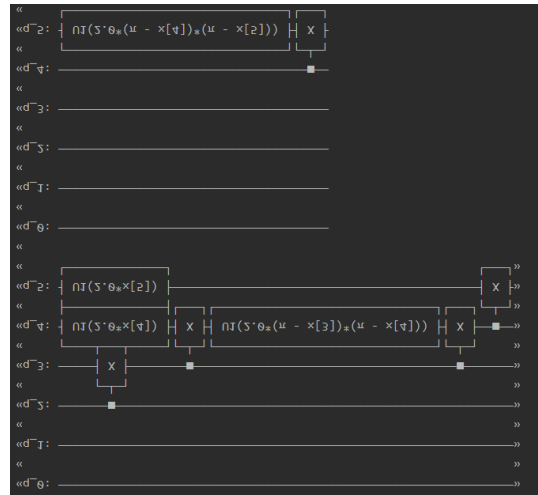 «q_0: »
«
«q_1: »
«
«q_2: ■ »
«
«q_3: X ■ ■ »
«
«q_4: U1(2.0*x[4]) X U1(2.0*(π - x[3])*(π - x[4])) X ■ »
«
«q_5: U1(2.0*x[5]) X »
« »
«
«q_0:
«
«q_1:
«
«q_2:
«
«q_3:
«
«q_4: ■
«
«q_5: U1(2.0*(π - x[4])*(π - x[5])) X
«